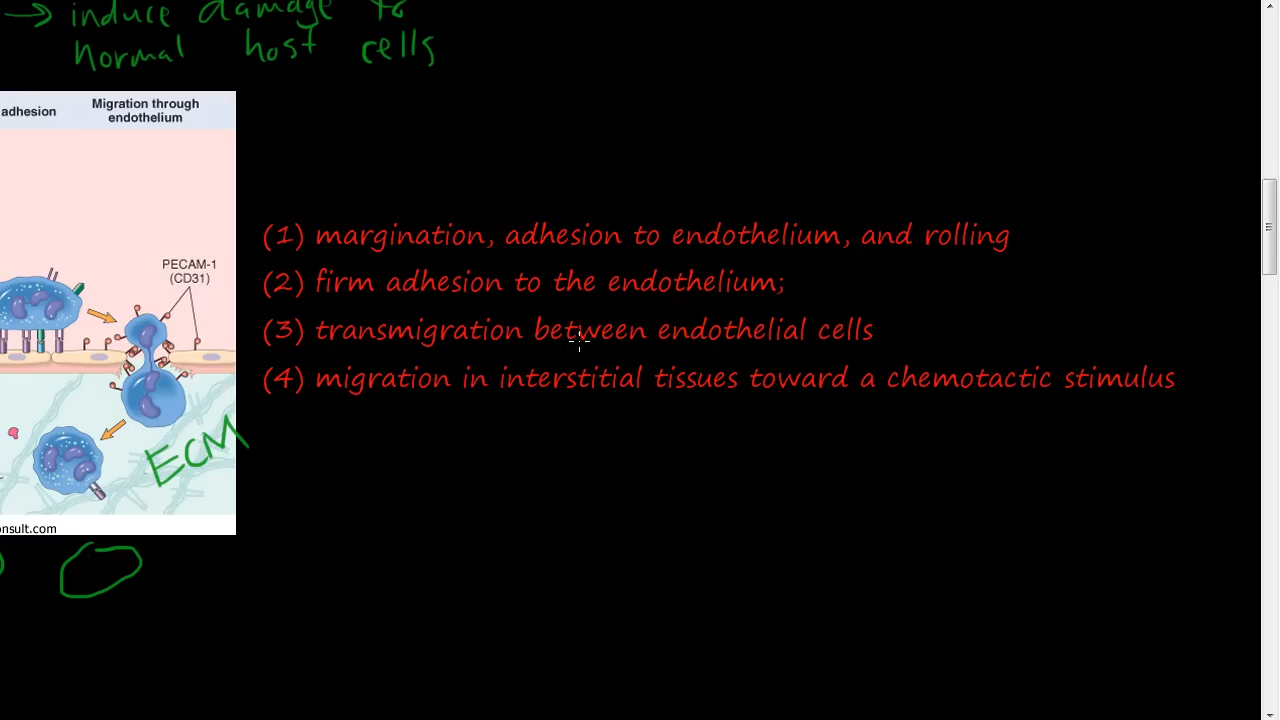 → induce damage to
normal host cells
adhesion
Migration through
endothelium
PECAM-1
(CD31)
ECM
nsult.com
(1) margination, adhesion to endothelium, and rolling
(2) firm adhesion to the endothelium;
(3) transmigration between endothelial cells
(4) migration in interstitial tissues toward a chemotactic stimulus